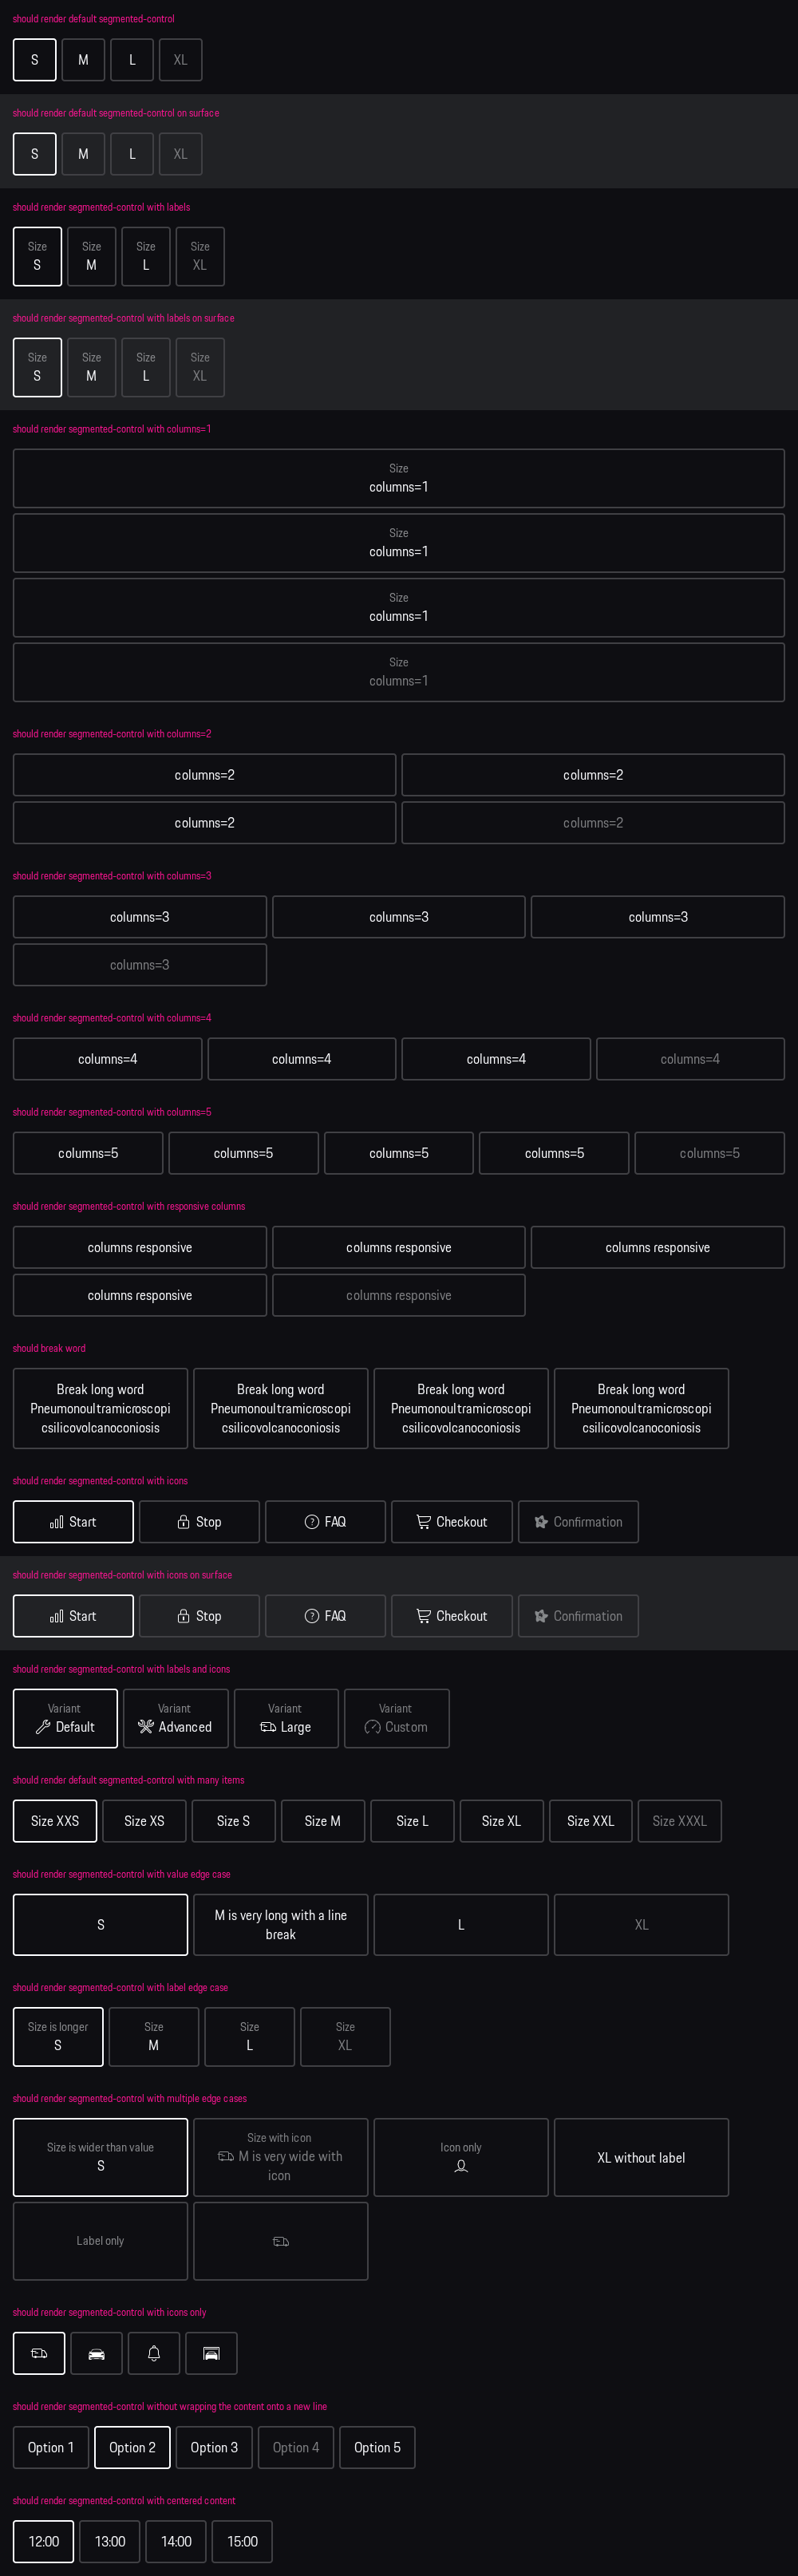 should render default segmented-control
S M L XL
should render default segmented-control on surface
S M L XL
should render segmented-control with labels
Size Size Size Size
S M L XL
should render segmented-control with labels on surface
Size Size Size Size
S M L XL
should render segmented-control with columns=1
Size
columns=1
Size
columns=1
Size
columns=1
Size
columns=1
should render segmented-control with columns=2
columns=2 columns=2
columns=2 columns=2
should render segmented-control with columns=3
columns=3 columns=3 columns=3
columns=3
should render segmented-control with columns=4
columns=4 columns=4 columns=4 columns=4
should render segmented-control with columns=5
columns=5 columns=5 columns=5 columns=5 columns=5
should render segmented-control with responsive columns
columns responsive columns responsive columns responsive
columns responsive columns responsive
should break word
Break long word Break long word Break long word Break long word
Pneumonoultramicroscopi Pneumonoultramicroscopi Pneumonoultramicroscopi Pneumonoultramicroscopi
csilicovolcanoconiosis csilicovolcanoconiosis csilicovolcanoconiosis csilicovolcanoconiosis
should render segmented-control with icons
Start Stop FAQ Checkout Confirmation
should render segmented-control with icons on surface
Start Stop FAQ Checkout Confirmation
should render segmented-control with labels and icons
Variant Variant Variant Variant
Default Advanced Large Custom
should render default segmented-control with many items
Size XXS Size XS Size S Size M Size L Size XL Size XXL Size XXXL
should render segmented-control with value edge case
S M is very long with a line break L XL
should render segmented-control with label edge case
Size is longer Size Size Size
S M L XL
should render segmented-control with multiple edge cases
Size is wider than value
S
Size with icon
M is very wide with
icon
Icon only
XL without label
Label only
should render segmented-control with icons only
should render segmented-control without wrapping the content onto a new line
Option 1 Option 2 Option 3 Option 4 Option 5
should render segmented-control with centered content
12:00 13:00 14:00 15:00